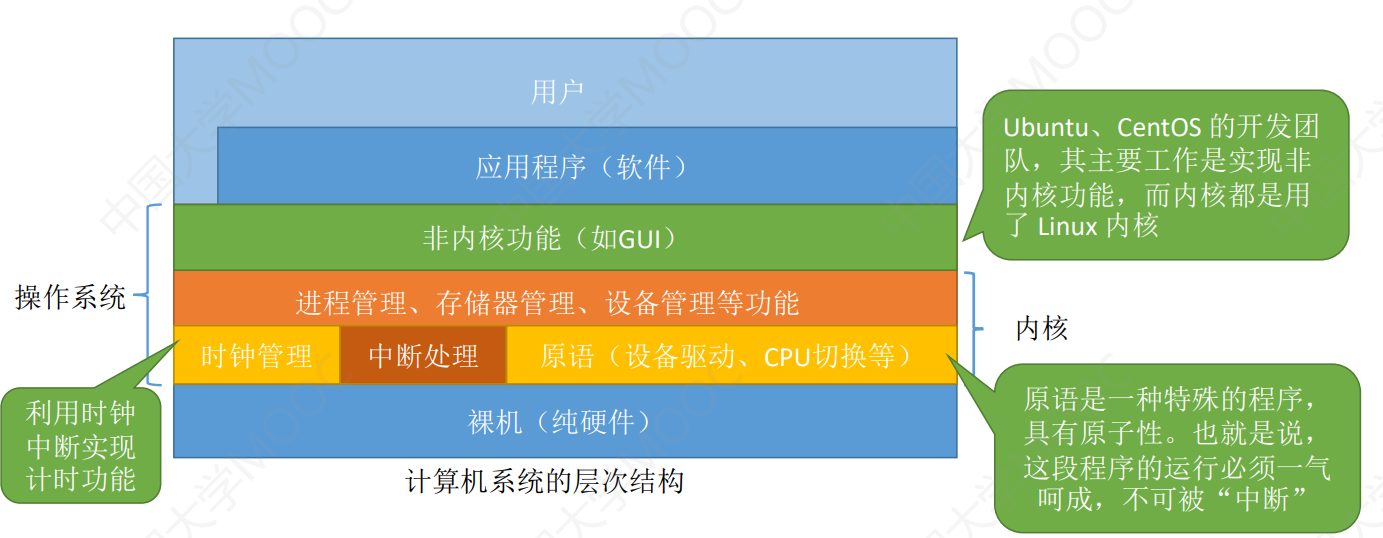 用户
应用程序（软件）
非内核功能（如GUI）
进程管理、存储器管理、设备管理等功能
时钟管理
中断处理
原语（设备驱动、CPU切换等）
裸机（纯硬件）
计算机系统的层次结构
操作系统
内核
利用时钟
中断实现
计时功能
Ubuntu、CentOS 的开发团
队，其主要工作是实现非
内核功能，而内核都是用
了 Linux 内核
原语是一种特殊的程序，
具有原子性。也就是说，
这段程序的运行必须一气
呵成，不可被“中断”
中国大学MOOC